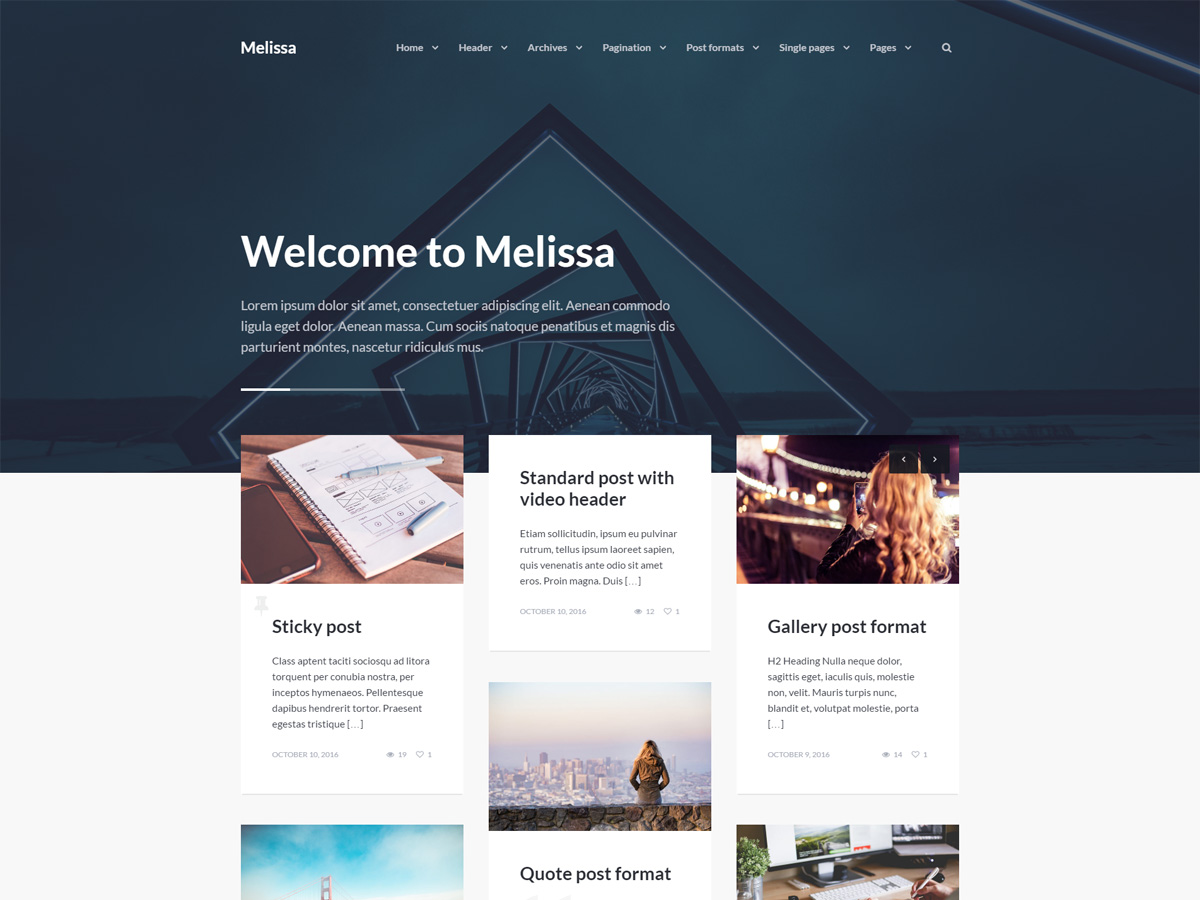 Melissa
Home Header Archives Pagination Post formats Single pages Pages
Welcome to Melissa
Lorem ipsum dolor sit amet, consectetuer adipiscing elit. Aenean commodo
ligula eget dolor. Aenean massa. Cum sociis natoque penatibus et magnis dis
parturient montes, nascetur ridiculus mus.
Sticky post
Class aptent taciti sociosqu ad litora
torquent per conubia nostra, per
inceptos hymenaeos. Pellentesque
dapibus hendrerit tortor. Praesent
egestas tristique […]
OCTOBER 10, 2016 19 1
Standard post with
video header
Etiam sollicitudin, ipsum eu pulvinar
rutrum, tellus ipsum laoreet sapien,
quis venenatis ante odio sit amet
eros. Proin magna. Duis […]
OCTOBER 10, 2016 12 1
Quote post format
Gallery post format
H2 Heading Nulla neque dolor,
sagittis eget, iaculis quis, molestie
non, velit. Mauris turpis nunc,
blandit et, volutpat molestie, porta
[…]
OCTOBER 9, 2016 14 1